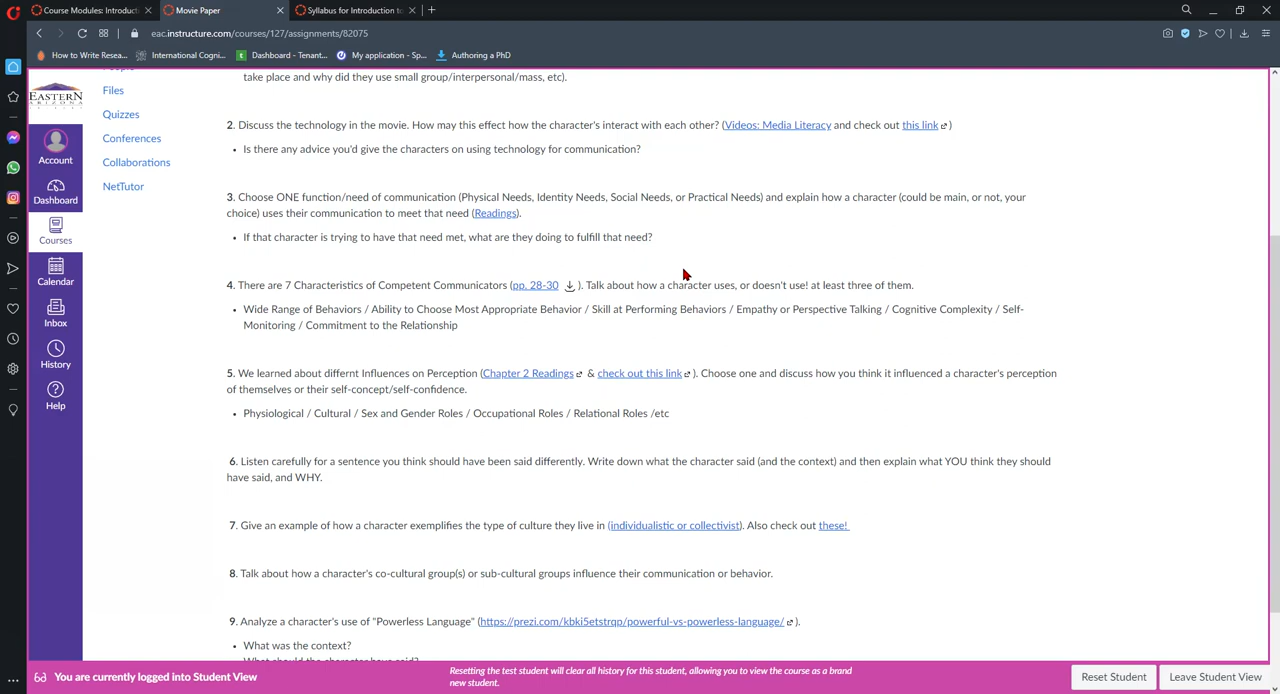 Course Modules: Introducti
Movie Paper
Syllabus for Introduction to
eac.instructure.com/courses/127/assignments/82075
How to Write Resea...
International Cogni...
Dashboard - Tenant...
My application - Sp...
Authoring a PhD
take place and why did they use small group/interpersonal/mass, etc).
Files
Quizzes
Conferences
Collaborations
NetTutor
EASTERN
ARIZONA
Account
Dashboard
Courses
Calendar
Inbox
History
Help
2. Discuss the technology in the movie. How may this effect how the character's interact with each other? (Videos: Media Literacy and check out this link)
• Is there any advice you'd give the characters on using technology for communication?
3. Choose ONE function/need of communication (Physical Needs, Identity Needs, Social Needs, or Practical Needs) and explain how a character (could be main, or not, your
choice) uses their communication to meet that need (Readings).
• If that character is trying to have that need met, what are they doing to fulfill that need?
4. There are 7 Characteristics of Competent Communicators (pp. 28-30 ). Talk about how a character uses, or doesn't use! at least three of them.
• Wide Range of Behaviors / Ability to Choose Most Appropriate Behavior / Skill at Performing Behaviors / Empathy or Perspective Talking / Cognitive Complexity / Self-
Monitoring / Commitment to the Relationship
5. We learned about differnt Influences on Perception (Chapter 2 Readings & check out this link ). Choose one and discuss how you think it influenced a character's perception
of themselves or their self-concept/self-confidence.
• Physiological / Cultural / Sex and Gender Roles / Occupational Roles / Relational Roles /etc
6. Listen carefully for a sentence you think should have been said differently. Write down what the character said (and the context) and then explain what YOU think they should
have said, and WHY.
7. Give an example of how a character exemplifies the type of culture they live in (individualistic or collectivist). Also check out these!
8. Talk about how a character's co-cultural group(s) or sub-cultural groups influence their communication or behavior.
9. Analyze a character's use of "Powerless Language" (https://prezi.com/kbki5etstrqp/powerful-vs-powerless-language/ ).
• What was the context?
You are currently logged into Student View
Resetting the test student will clear all history for this student, allowing you to view the course as a brand
new student.
Reset Student
Leave Student View